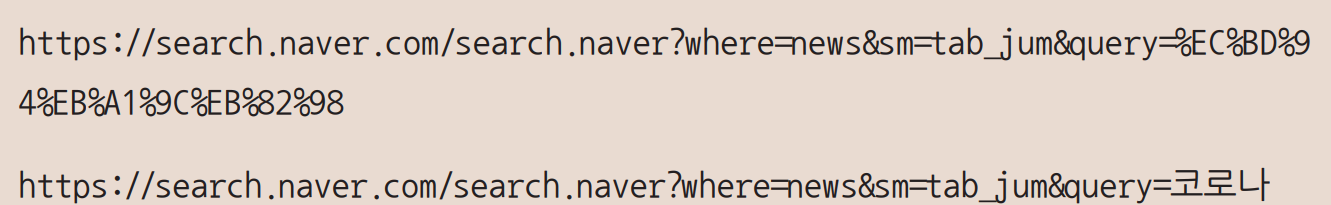 https://search.naver.com/search.naver?where=news&sm=tab_jum&query=%EC%BD%9
4%EB%A1%9C%EB%82%98
https://search.naver.com/search.naver?where=news&sm=tab_jum&query=코로나